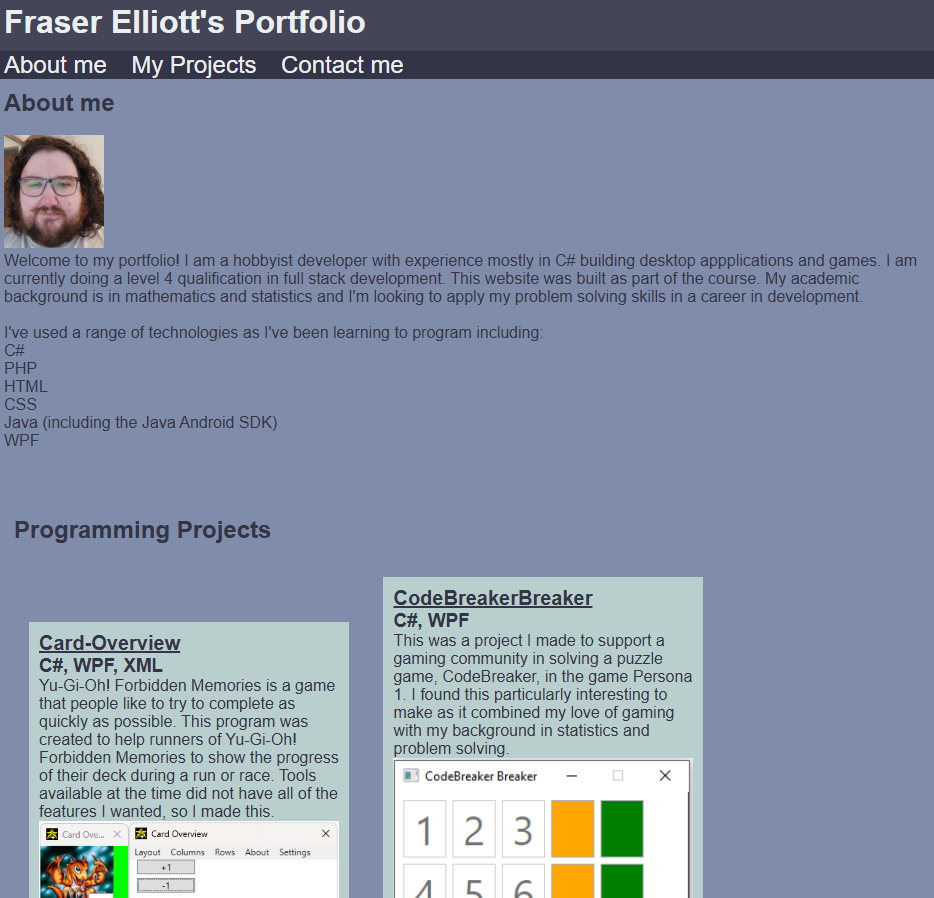 Fraser Elliott's Portfolio
About me My Projects Contact me
About me
Welcome to my portfolio! I am a hobbyist developer with experience mostly in C# building desktop appplications and games. I am
currently doing a level 4 qualification in full stack development. This website was built as part of the course. My academic
background is in mathematics and statistics and I'm looking to apply my problem solving skills in a career in development.
I've used a range of technologies as I've been learning to program including:
C#
PHP
HTML
CSS
Java (including the Java Android SDK)
WPF
Programming Projects
Card-Overview
C#, WPF, XML
Yu-Gi-Oh! Forbidden Memories is a game
that people like to try to complete as
quickly as possible. This program was
created to help runners of Yu-Gi-Oh!
Forbidden Memories to show the progress
of their deck during a run or race. Tools
available at the time did not have all of the
features I wanted, so I made this.
Card Ove...
Card Overview
Layout Columns Rows About Settings
+1
-1
CodeBreakerBreaker
C#, WPF
This was a project I made to support a
gaming community in solving a puzzle
game, CodeBreaker, in the game Persona
1. I found this particularly interesting to
make as it combined my love of gaming
with my background in statistics and
problem solving.
CodeBreaker Breaker
1 2 3
4 5 6